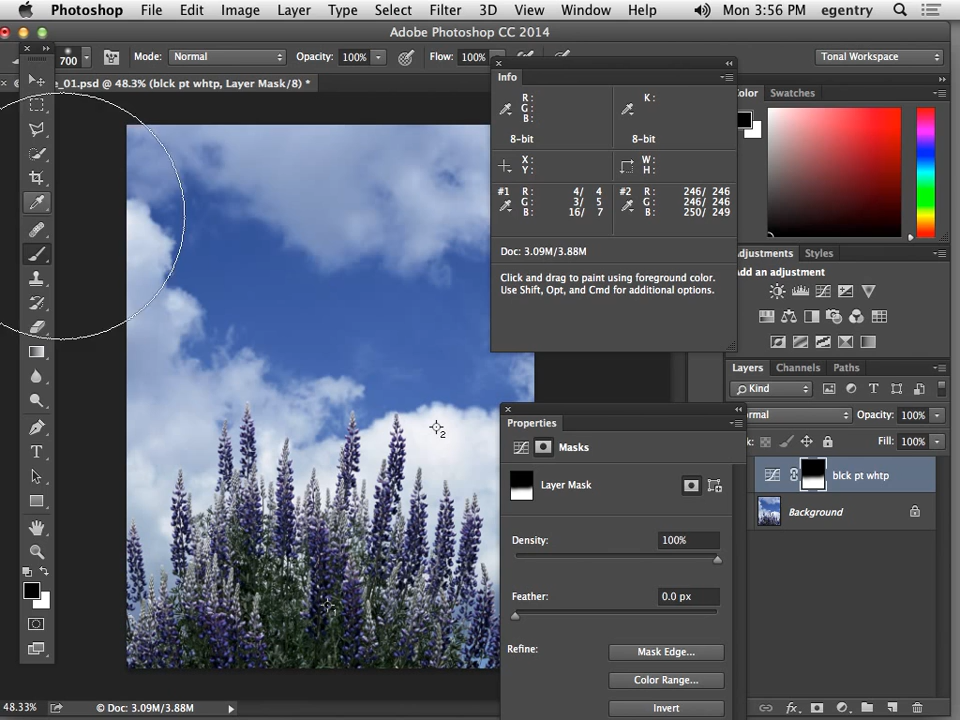 Photoshop File Edit Image Layer Type Select Filter 3D View Window Help Mon 3:56 PM egentry
Adobe Photoshop CC 2014
700 Mode: Normal Opacity: 100% Flow: 100% Tonal Workspace
_01.psd @ 48.3% (blck pt whtp, Layer Mask/8) *
Info
R:
G:
B:
8-bit
K:
8-bit
X:
Y:
W:
H:
#1 R: 4/ 4
G: 3/ 5
B: 16/ 7
#2 R: 246/ 246
G: 246/ 246
B: 250/ 249
Doc: 3.09M/3.88M
Click and drag to paint using foreground color.
Use Shift, Opt, and Cmd for additional options.
olor Swatches
djustments Styles
dd an adjustment
Layers Channels Paths
Kind
rmal Opacity: 100%
k: Fill: 100%
blck pt whtp
Background
2
Properties
Masks
Layer Mask
Density: 100%
Feather: 0.0 px
Refine:
Mask Edge...
Color Range...
Invert
48.33% © Doc: 3.09M/3.88M
fx